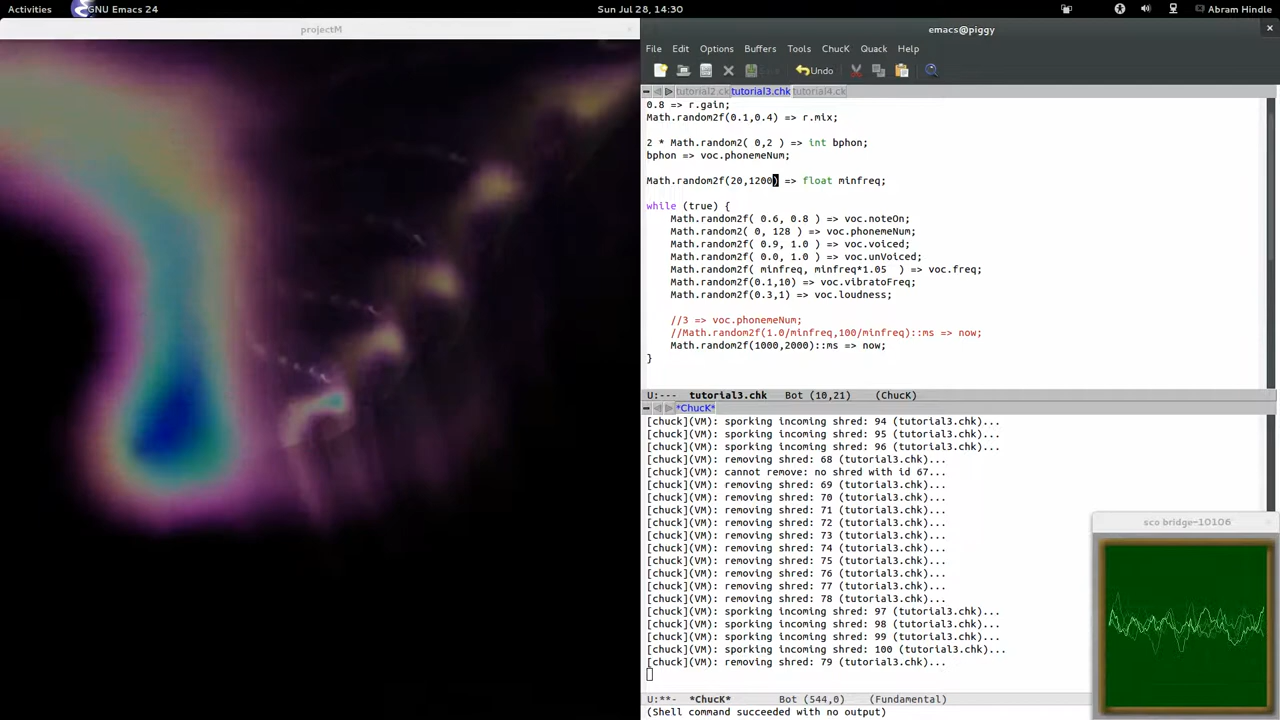 Activities GNU Emacs 24 Sun Jul 28, 14:30 Abram Hindle
projectM
emacs@piggy
File Edit Options Buffers Tools ChucK Quack Help
Undo
tutorial2.ck tutorial3.chk tutorial4.ck
0.8 => r.gain;
Math.random2f(0.1,0.4) => r.mix;
2 * Math.random2( 0,2 ) => int bphon;
bphon => voc.phonemeNum;
Math.random2f(20,1200) => float minfreq;
while (true) {
Math.random2f( 0.6, 0.8 ) => voc.noteOn;
Math.random2( 0, 128 ) => voc.phonemeNum;
Math.random2f( 0.9, 1.0 ) => voc.voiced;
Math.random2f( 0.0, 1.0 ) => voc.unVoiced;
Math.random2f( minfreq, minfreq*1.05  ) => voc.freq;
Math.random2f(0.1,10) => voc.vibratoFreq;
Math.random2f(0.3,1) => voc.loudness;
//3 => voc.phonemeNum;
//Math.random2f(1.0/minfreq,100/minfreq)::ms => now;
Math.random2f(1000,2000)::ms => now;
}
U:--- tutorial3.chk Bot (10,21) (ChucK)
*ChucK*
[chuck](VM): sporking incoming shred: 94 (tutorial3.chk)...
[chuck](VM): sporking incoming shred: 95 (tutorial3.chk)...
[chuck](VM): sporking incoming shred: 96 (tutorial3.chk)...
[chuck](VM): removing shred: 68 (tutorial3.chk)...
[chuck](VM): cannot remove: no shred with id 67...
[chuck](VM): removing shred: 69 (tutorial3.chk)...
[chuck](VM): removing shred: 70 (tutorial3.chk)...
[chuck](VM): removing shred: 71 (tutorial3.chk)...
[chuck](VM): removing shred: 72 (tutorial3.chk)...
[chuck](VM): removing shred: 73 (tutorial3.chk)...
[chuck](VM): removing shred: 74 (tutorial3.chk)...
[chuck](VM): removing shred: 75 (tutorial3.chk)...
[chuck](VM): removing shred: 76 (tutorial3.chk)...
[chuck](VM): removing shred: 77 (tutorial3.chk)...
[chuck](VM): removing shred: 78 (tutorial3.chk)...
[chuck](VM): sporking incoming shred: 97 (tutorial3.chk)...
[chuck](VM): sporking incoming shred: 98 (tutorial3.chk)...
[chuck](VM): sporking incoming shred: 99 (tutorial3.chk)...
[chuck](VM): sporking incoming shred: 100 (tutorial3.chk)...
[chuck](VM): removing shred: 79 (tutorial3.chk)...
sco bridge-10106
U:**- *ChucK* Bot (544,0) (Fundamental)
(Shell command succeeded with no output)